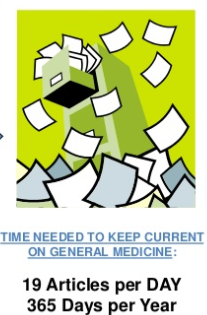 TIME NEEDED TO KEEP CURRENT
ON GENERAL MEDICINE:
19 Articles per DAY
365 Days per Year